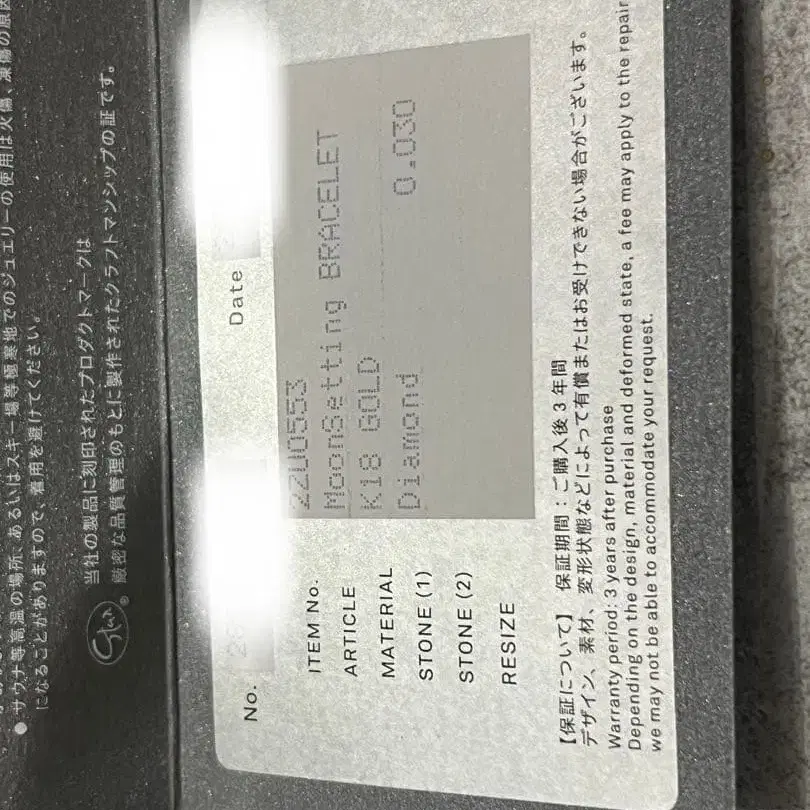 ● サウナ等高温の場所、あるいはスキー場等極寒地でのジュエリーの使用は火傷、凍傷の原因
になることがありますので、着用を避けてください。
当社の製品に刻印されたプロダクトマークは
厳密な品質管理のもとに製作されたクラフトマンシップの証です。
Star
®
No.
Date
ITEM No. 22U0553
ARTICLE MoonSetting BRACELET
MATERIAL K18 GOLD
STONE (1) Diamond 0.030
STONE (2)
RESIZE
【保証について】 保証期間：ご購入後3年間
デザイン、素材、変形状態などによって有償またはお受けできない場合がございます。
Warranty period: 3 years after purchase
Depending on the design, material and deformed state, a fee may apply to the repair
we may not be able to accommodate your request.